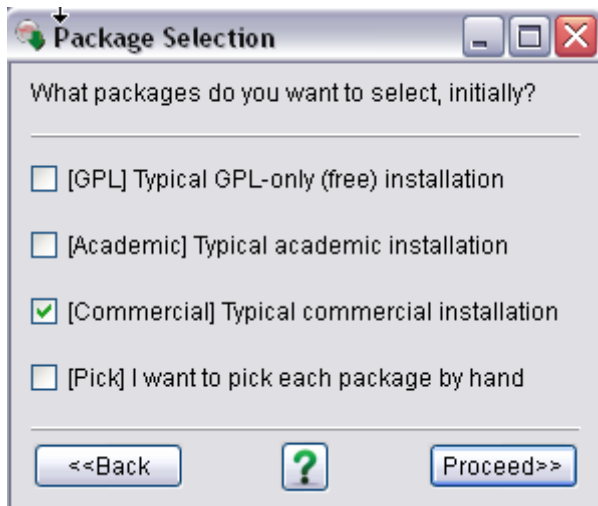 Package Selection
What packages do you want to select, initially?
[GPL] Typical GPL-only (free) installation
[Academic] Typical academic installation
[Commercial] Typical commercial installation
[Pick] I want to pick each package by hand
<<Back ? Proceed>>